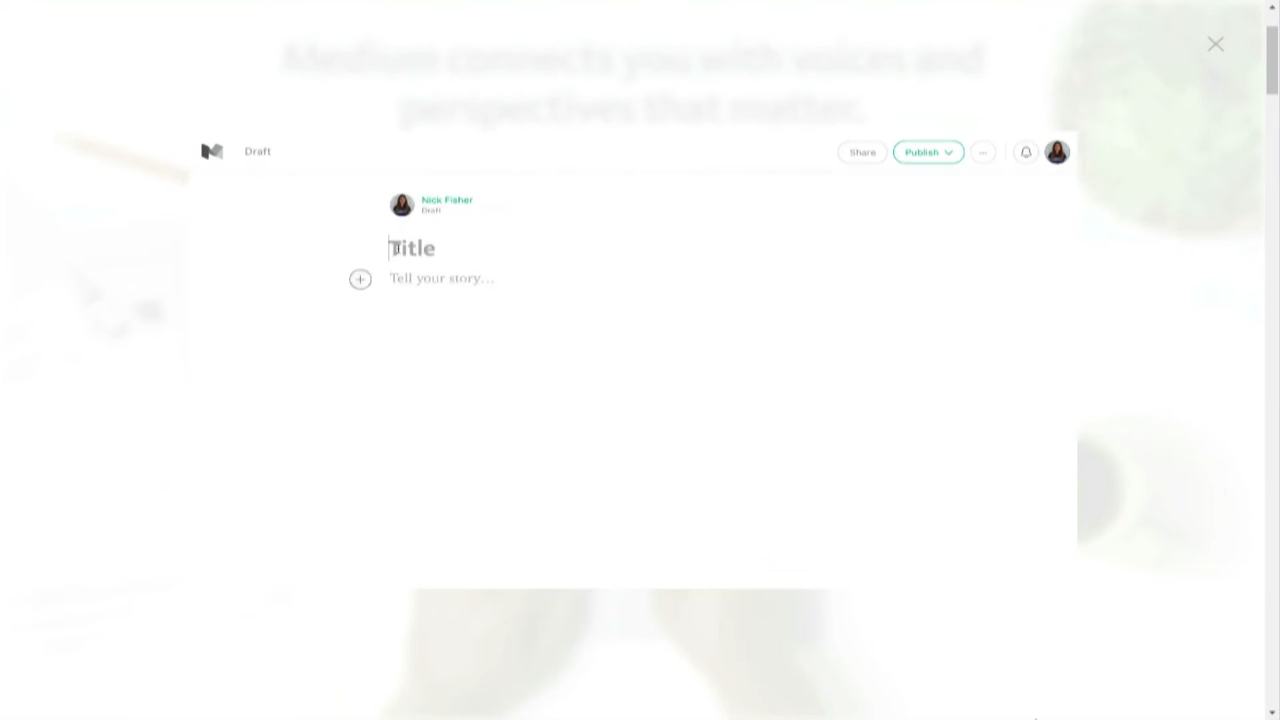 Medium connects you with voices and
perspectives that matter.
Draft
Share
Publish
Nick Fisher
Draft
Title
Tell your story...